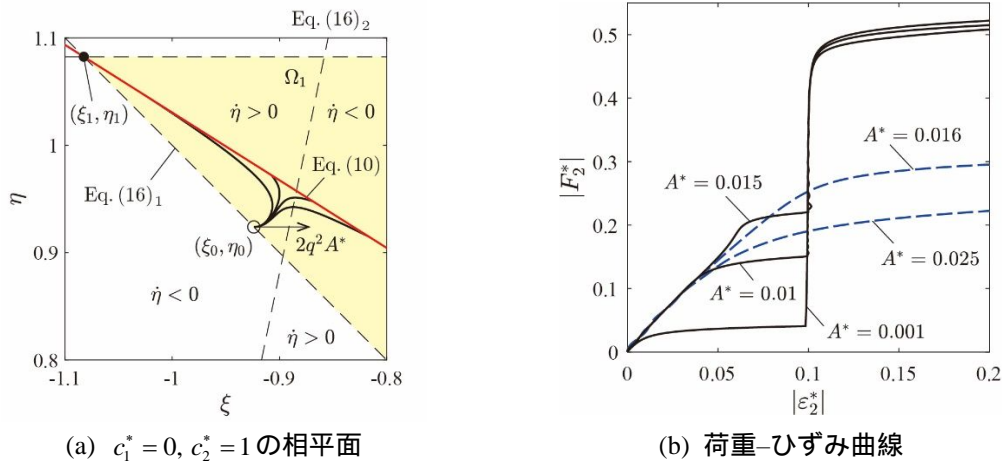 Eq. (16)₂
1.1
Ω₁
η̇ > 0
η̇ < 0
(ξ₁, η₁)
1
Eq. (10)
η
Eq. (16)₁
(ξ₀, η₀)
2q²A*
0.9
η̇ < 0
η̇ > 0
0.8
-1.1
-1
-0.9
-0.8
ξ
(a) c₁* = 0, c₂* = 1の相平面
0.5
0.4
A* = 0.016
0.3
|F₂*|
A* = 0.015
0.2
A* = 0.025
0.1
A* = 0.01
A* = 0.001
0
0
0.05
0.1
0.15
0.2
|ε₂*|
(b) 荷重–ひずみ曲線